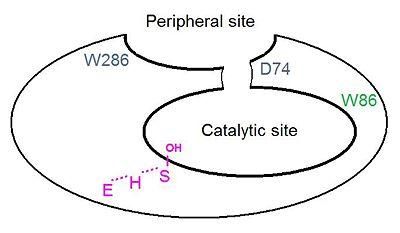 Peripheral site
W286
D74
W86
Catalytic site
OH
S
H
E